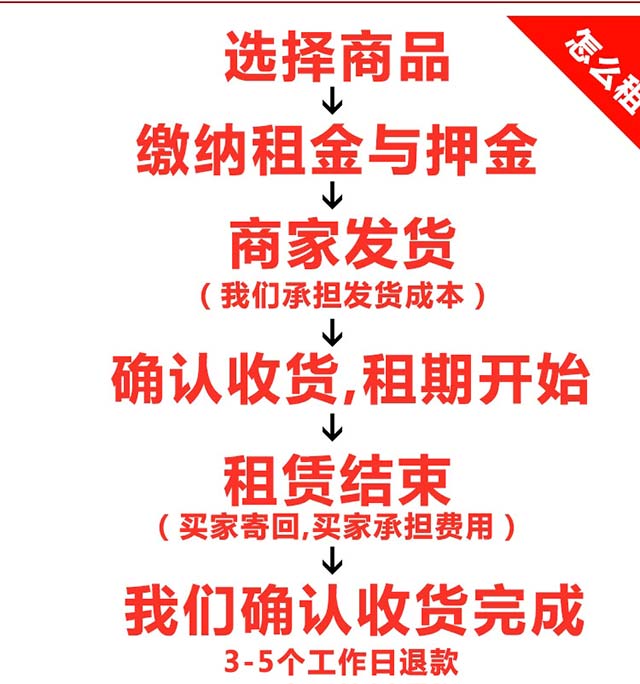 怎么租
选择商品
↓
缴纳租金与押金
↓
商家发货
（我们承担发货成本）
↓
确认收货,租期开始
↓
租赁结束
（买家寄回,买家承担费用）
↓
我们确认收货完成
3-5个工作日退款